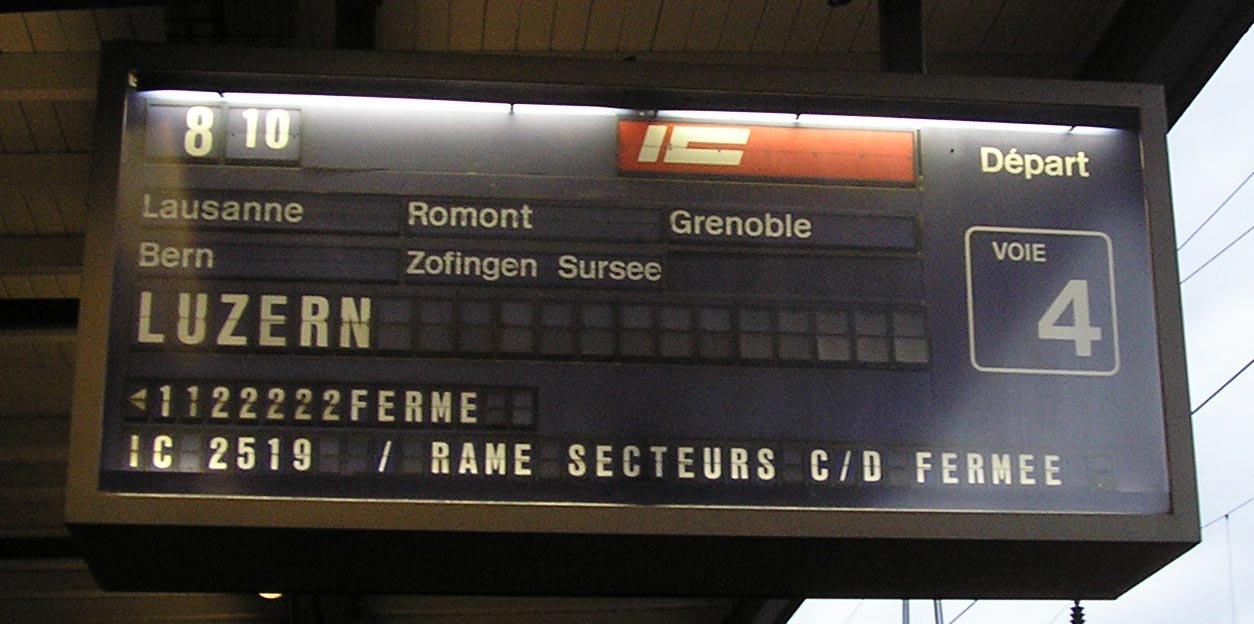 8 10 IC Départ
Lausanne Romont Grenoble
Bern Zofingen Sursee
VOIE
4
LUZERN
◄1122222FERME
IC 2519 / RAME SECTEURS C/D FERMEE